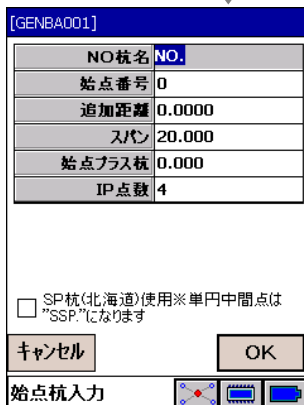 [GENBA001]
NO杭名 NO.
始点番号 0
追加距離 0.0000
スパン 20.000
始点プラス杭 0.000
IP点数 4
SP杭(北海道)使用※単円中間点は
"SSP."になります
キャンセル OK
始点杭入力